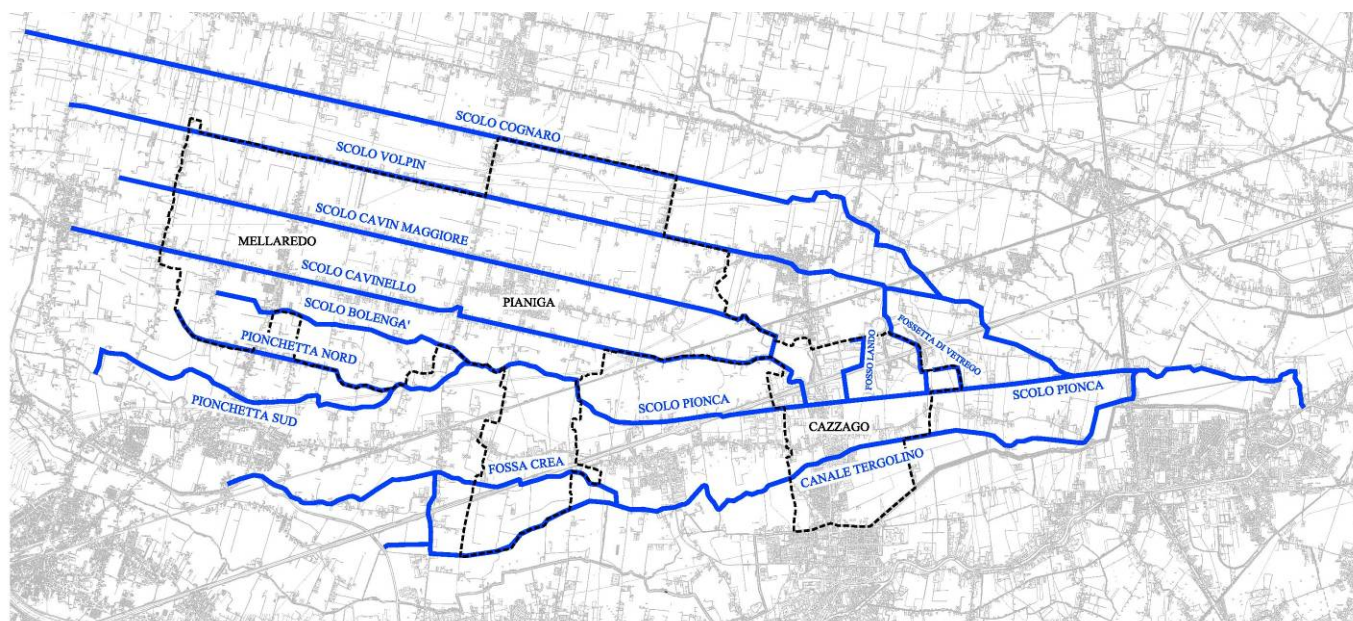 SCOLO COGNARO
SCOLO VOLPIN
SCOLO CAVIN MAGGIORE
MELLAREDO
SCOLO CAVINELLO
PIANIGA
SCOLO BOLENGA'
PIONCHETTA NORD
PIONCHETTA SUD
FOSSO LANDO
FOSSETTA DI VETREGO
SCOLO PIONCA
SCOLO PIONCA
CAZZAGO
FOSSA CREA
CANALE TERGOLINO